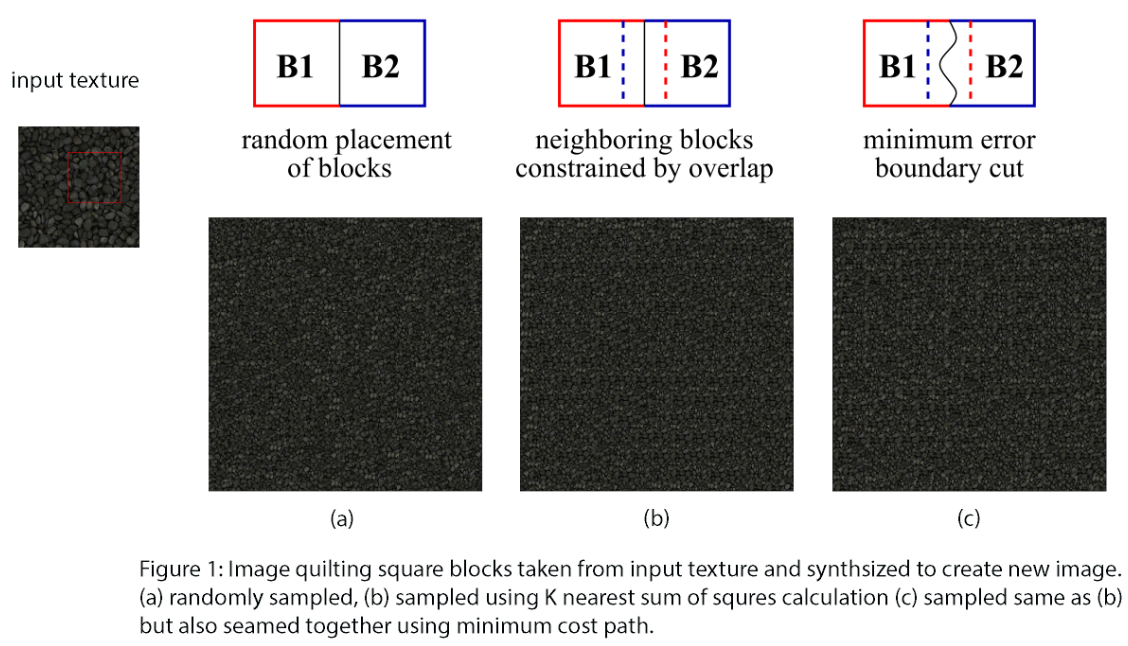 input texture
B1 B2
random placement
of blocks
B1 B2
neighboring blocks
constrained by overlap
B1 B2
minimum error
boundary cut
(a)
(b)
(c)
Figure 1: Image quilting square blocks taken from input texture and synthsized to create new image.
(a) randomly sampled, (b) sampled using K nearest sum of squres calculation (c) sampled same as (b)
but also seamed together using minimum cost path.